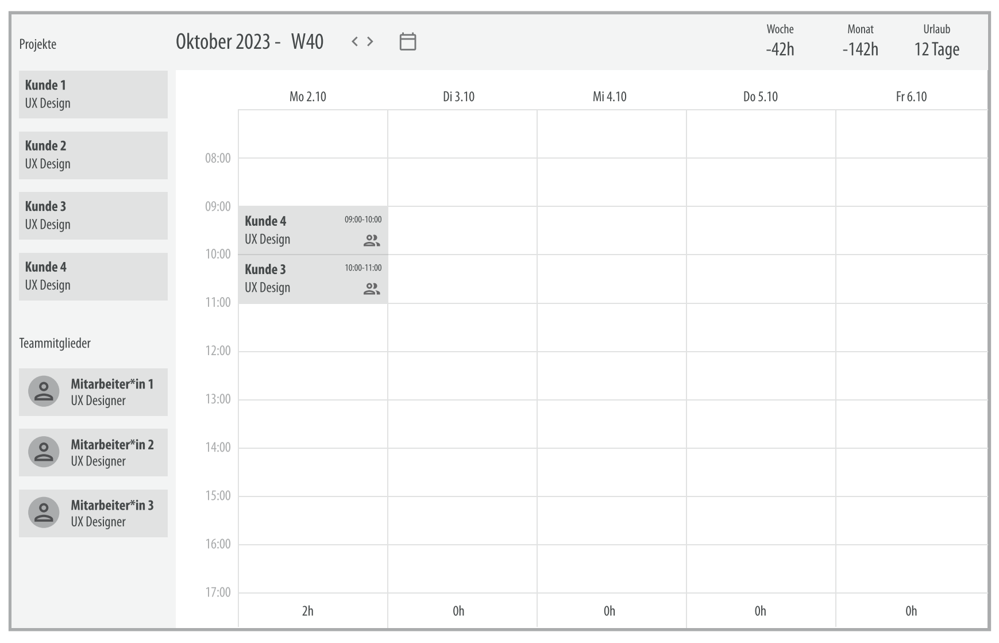 Projekte
Oktober 2023 - W40
Woche
-42h
Monat
-142h
Urlaub
12 Tage
Kunde 1
UX Design
Kunde 2
UX Design
Kunde 3
UX Design
Kunde 4
UX Design
Teammitglieder
Mitarbeiter*in 1
UX Designer
Mitarbeiter*in 2
UX Designer
Mitarbeiter*in 3
UX Designer
Mo 2.10
Di 3.10
Mi 4.10
Do 5.10
Fr 6.10
08:00
09:00
Kunde 4 09:00-10:00
UX Design
10:00
Kunde 3 10:00-11:00
UX Design
11:00
12:00
13:00
14:00
15:00
16:00
17:00
2h
0h
0h
0h
0h